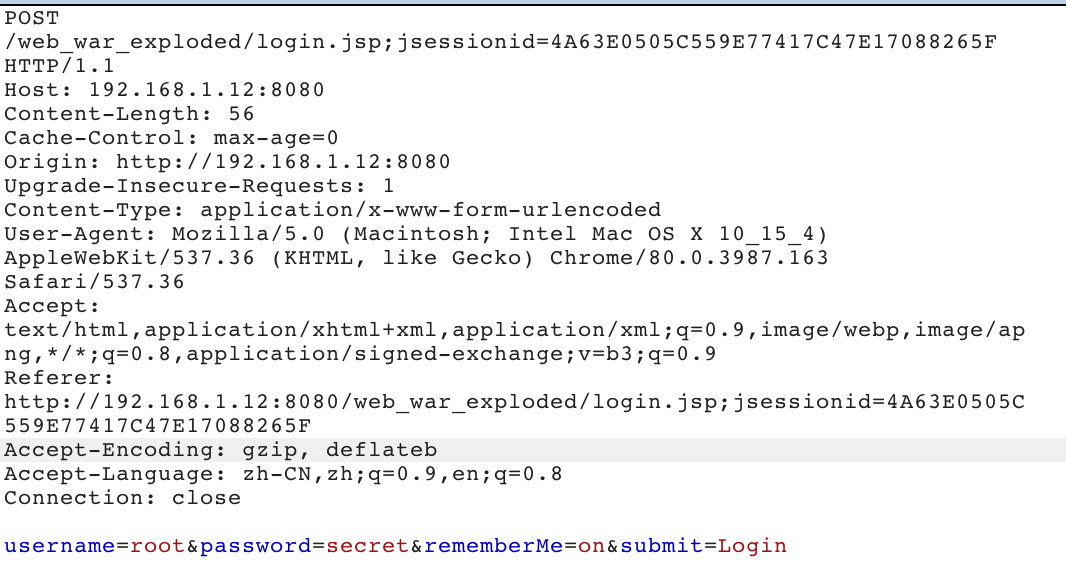 POST
/web_war_exploded/login.jsp;jsessionid=4A63E0505C559E77417C47E17088265F
HTTP/1.1
Host: 192.168.1.12:8080
Content-Length: 56
Cache-Control: max-age=0
Origin: http://192.168.1.12:8080
Upgrade-Insecure-Requests: 1
Content-Type: application/x-www-form-urlencoded
User-Agent: Mozilla/5.0 (Macintosh; Intel Mac OS X 10_15_4)
AppleWebKit/537.36 (KHTML, like Gecko) Chrome/80.0.3987.163
Safari/537.36
Accept:
text/html,application/xhtml+xml,application/xml;q=0.9,image/webp,image/ap
ng,*/*;q=0.8,application/signed-exchange;v=b3;q=0.9
Referer:
http://192.168.1.12:8080/web_war_exploded/login.jsp;jsessionid=4A63E0505C
559E77417C47E17088265F
Accept-Encoding: gzip, deflateb
Accept-Language: zh-CN,zh;q=0.9,en;q=0.8
Connection: close
username=root&password=secret&rememberMe=on&submit=Login